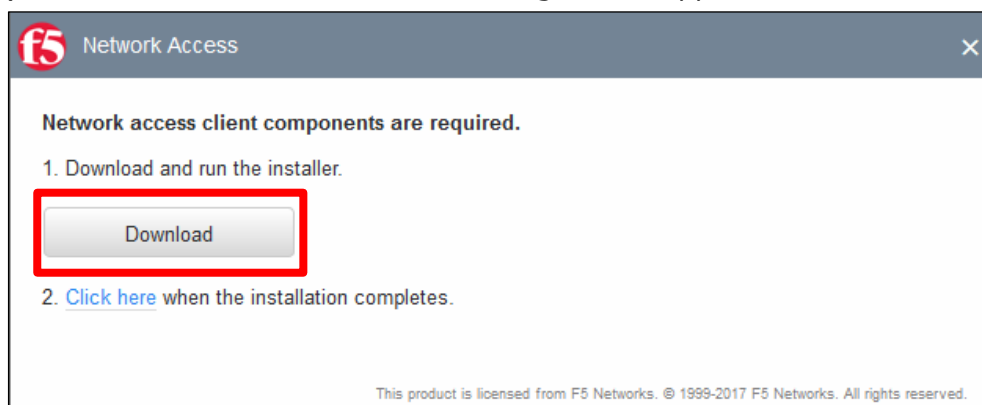 f5 Network Access
Network access client components are required.
1. Download and run the installer.
Download
2. Click here when the installation completes.
This product is licensed from F5 Networks. © 1999-2017 F5 Networks. All rights reserved.